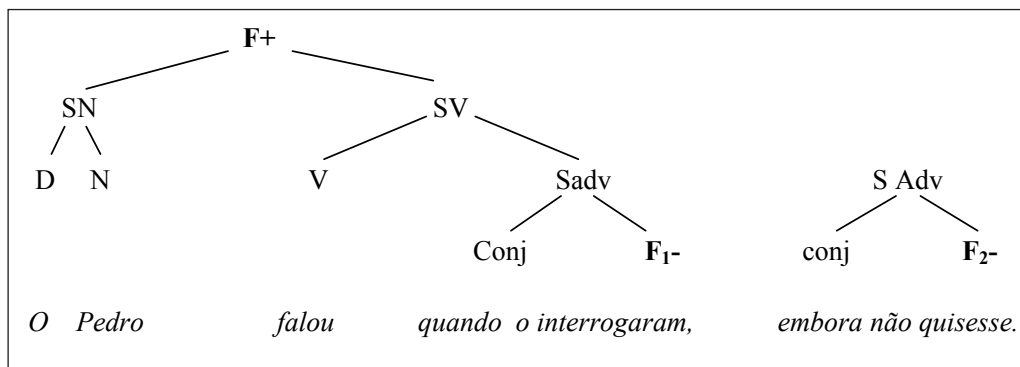 F+
SN SV
D N V Sadv S Adv
Conj F1- conj F2-
O Pedro falou quando o interrogaram, embora não quisesse.